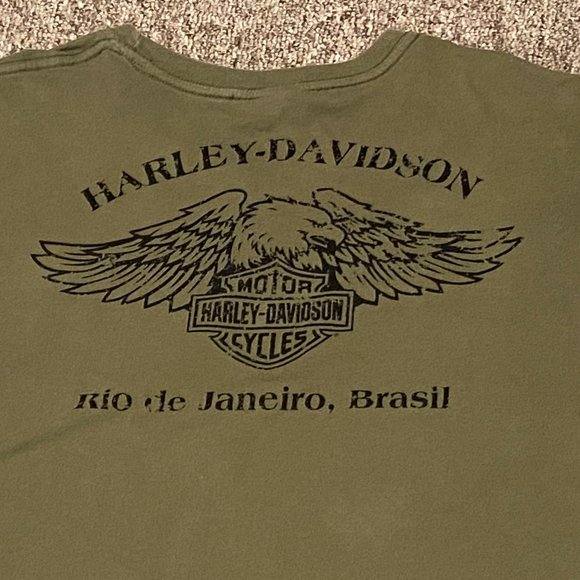 HARLEY-DAVIDSON
MOTOR
HARLEY-DAVIDSON
CYCLES
Rio de Janeiro, Brasil